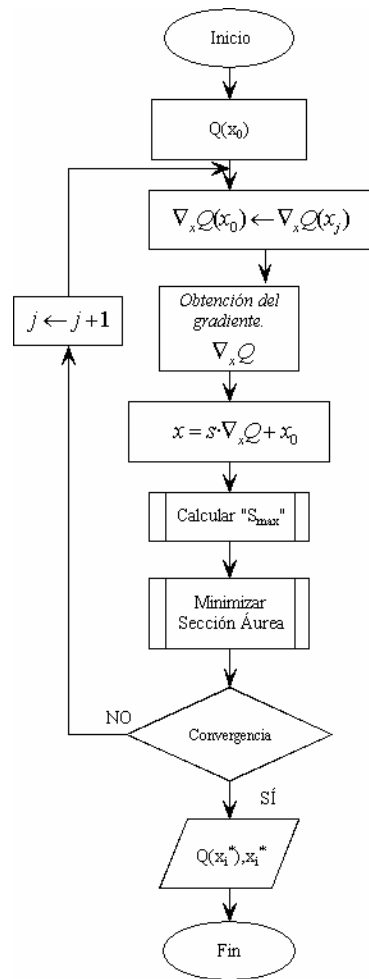 Inicio
Q(x₀)
∇ₓQ(x₀) ← ∇ₓQ(xⱼ)
Obtención del
gradiente.
∇ₓQ
j ← j+1
x = s·∇ₓQ + x₀
Calcular "Sₘₐₓ"
Minimizar
Sección Áurea
NO
Convergencia
SÍ
Q(xᵢ*),xᵢ*
Fin